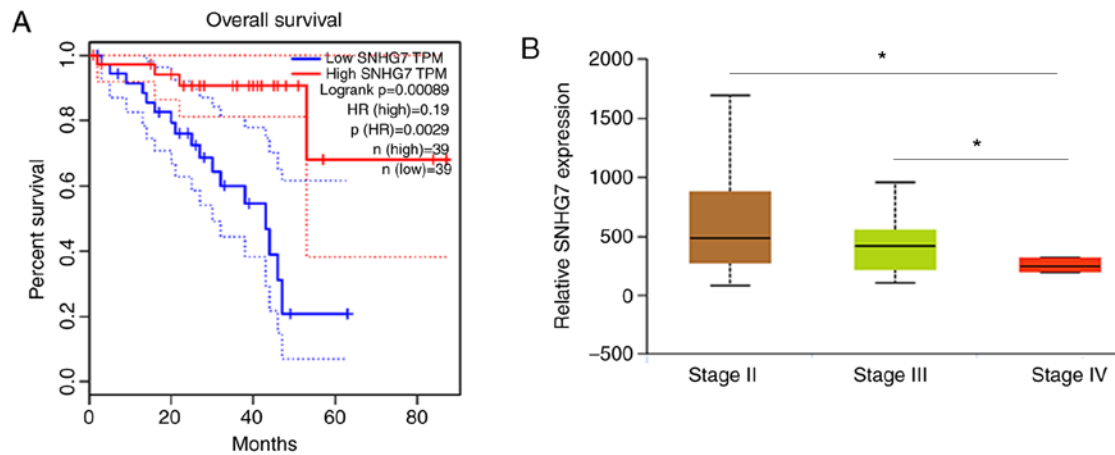 A
Overall survival
Low SNHG7 TPM
High SNHG7 TPM
Logrank p=0.00089
HR (high)=0.19
p (HR)=0.0029
n (high)=39
n (low)=39
Percent survival
1.0
0.8
0.6
0.4
0.2
0.0
0 20 40 60 80
Months
B
Relative SNHG7 expression
2000
1500
1000
500
0
−500
*
*
Stage II Stage III Stage IV